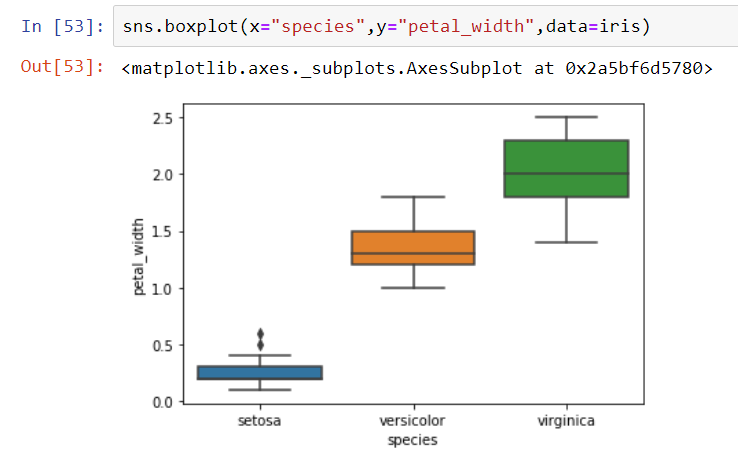 In [53]: sns.boxplot(x="species",y="petal_width",data=iris)
Out[53]: <matplotlib.axes._subplots.AxesSubplot at 0x2a5bf6d5780>
2.5
2.0
1.5
1.0
0.5
0.0
petal_width
setosa versicolor virginica
species